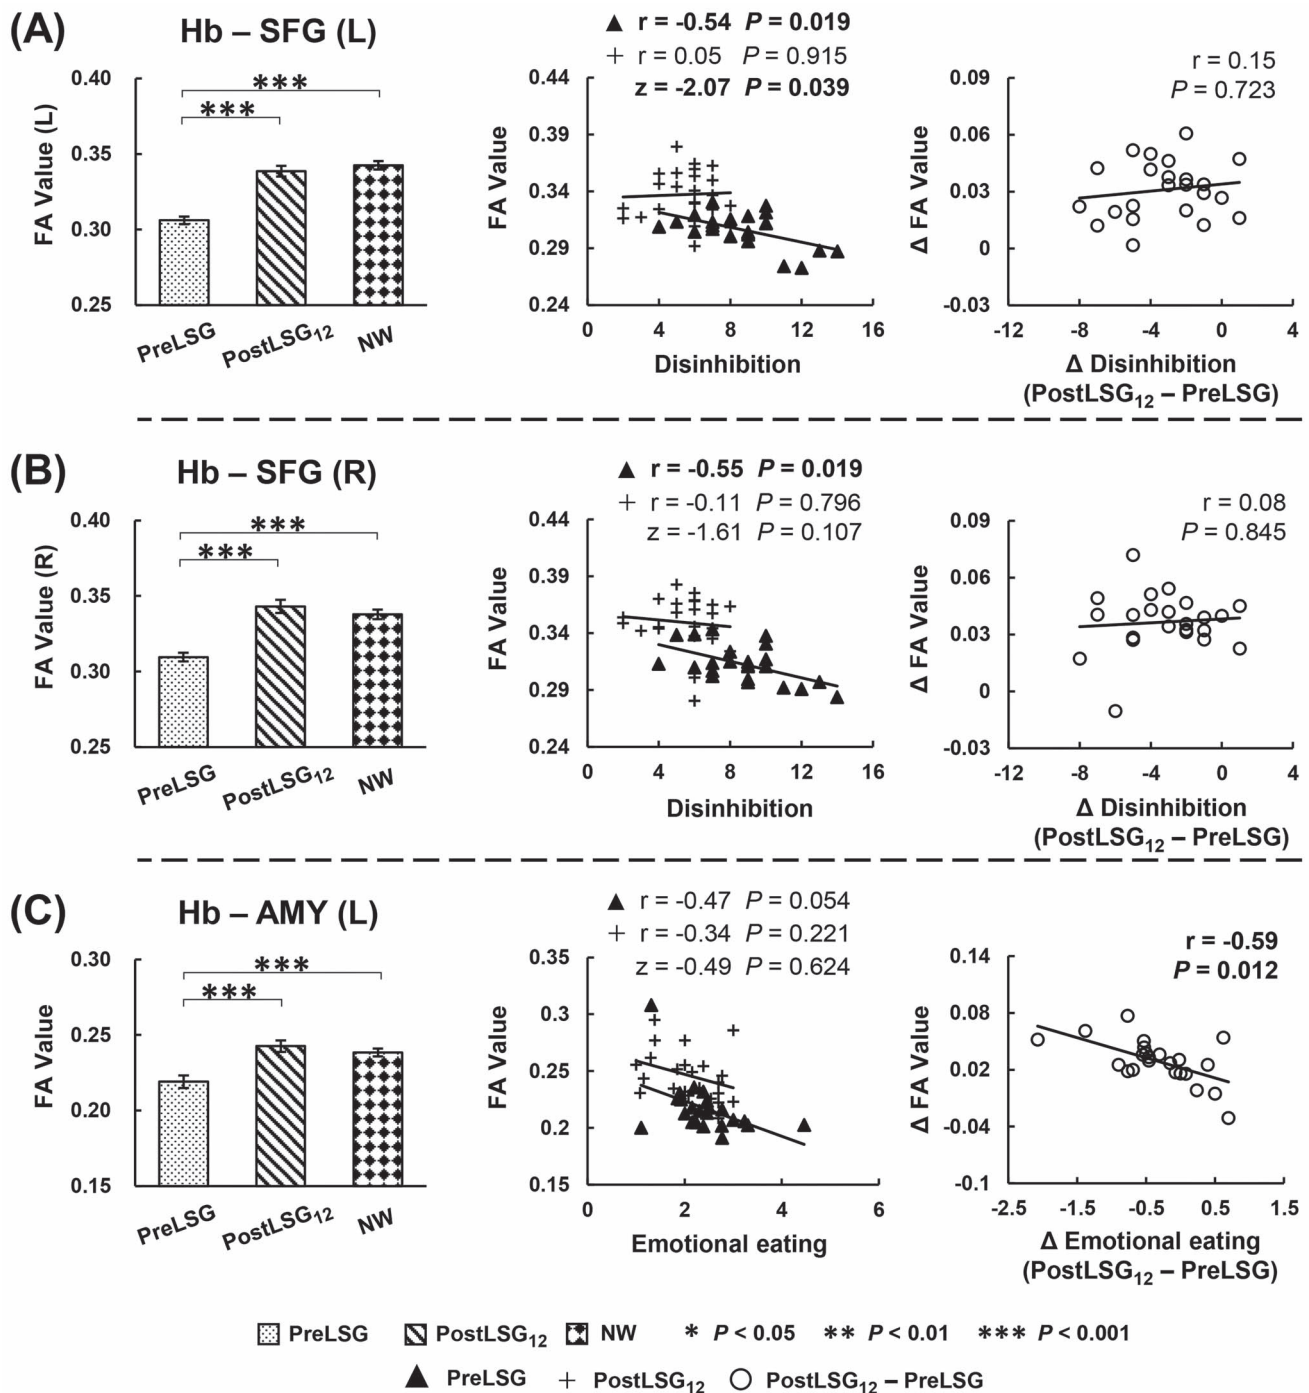 (A)
Hb – SFG (L)
FA Value (L)
0.40
0.35
0.30
0.25
***
***
PreLSG
PostLSG₁₂
NW
▲ r = -0.54 P = 0.019
+ r = 0.05 P = 0.915
z = -2.07 P = 0.039
FA Value
0.44
0.39
0.34
0.29
0.24
0 4 8 12 16
Disinhibition
r = 0.15
P = 0.723
Δ FA Value
0.09
0.06
0.03
0
-0.03
-12 -8 -4 0 4
Δ Disinhibition
(PostLSG₁₂ – PreLSG)
(B)
Hb – SFG (R)
FA Value (R)
0.40
0.35
0.30
0.25
***
***
PreLSG
PostLSG₁₂
NW
▲ r = -0.55 P = 0.019
+ r = -0.11 P = 0.796
z = -1.61 P = 0.107
FA Value
0.44
0.39
0.34
0.29
0.24
0 4 8 12 16
Disinhibition
r = 0.08
P = 0.845
Δ FA Value
0.09
0.06
0.03
0
-0.03
-12 -8 -4 0 4
Δ Disinhibition
(PostLSG₁₂ – PreLSG)
(C)
Hb – AMY (L)
FA Value
0.30
0.25
0.20
0.15
***
***
PreLSG
PostLSG₁₂
NW
▲ r = -0.47 P = 0.054
+ r = -0.34 P = 0.221
z = -0.49 P = 0.624
FA Value
0.35
0.3
0.25
0.2
0.15
0 2 4 6
Emotional eating
r = -0.59
P = 0.012
Δ FA Value
0.14
0.08
0.02
-0.04
-0.1
-2.5 -1.5 -0.5 0.5 1.5
Δ Emotional eating
(PostLSG₁₂ – PreLSG)
PreLSG PostLSG₁₂ NW * P < 0.05 ** P < 0.01 *** P < 0.001
▲ PreLSG + PostLSG₁₂ ○ PostLSG₁₂ – PreLSG